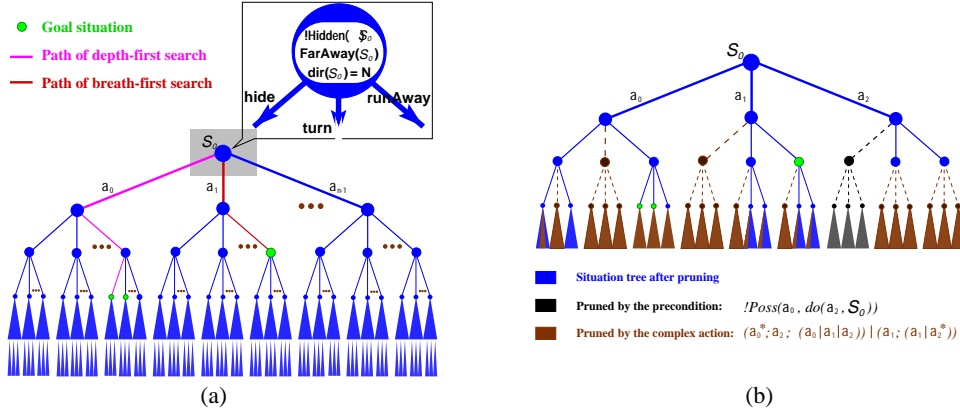 Goal situation
Path of depth-first search
Path of breath-first search
!Hidden( S₀
FarAway(S₀)
dir(S₀) = N
hide
turn
runAway
S₀
a₀
a₁
aₙ₋₁
(a)
S₀
a₀
a₁
a₂
Situation tree after pruning
Pruned by the precondition: !Poss(a₀, do(a₂, S₀))
Pruned by the complex action: (a₀*; a₂; (a₀|a₁|a₂)) | (a₁; (a₁|a₂*))
(b)